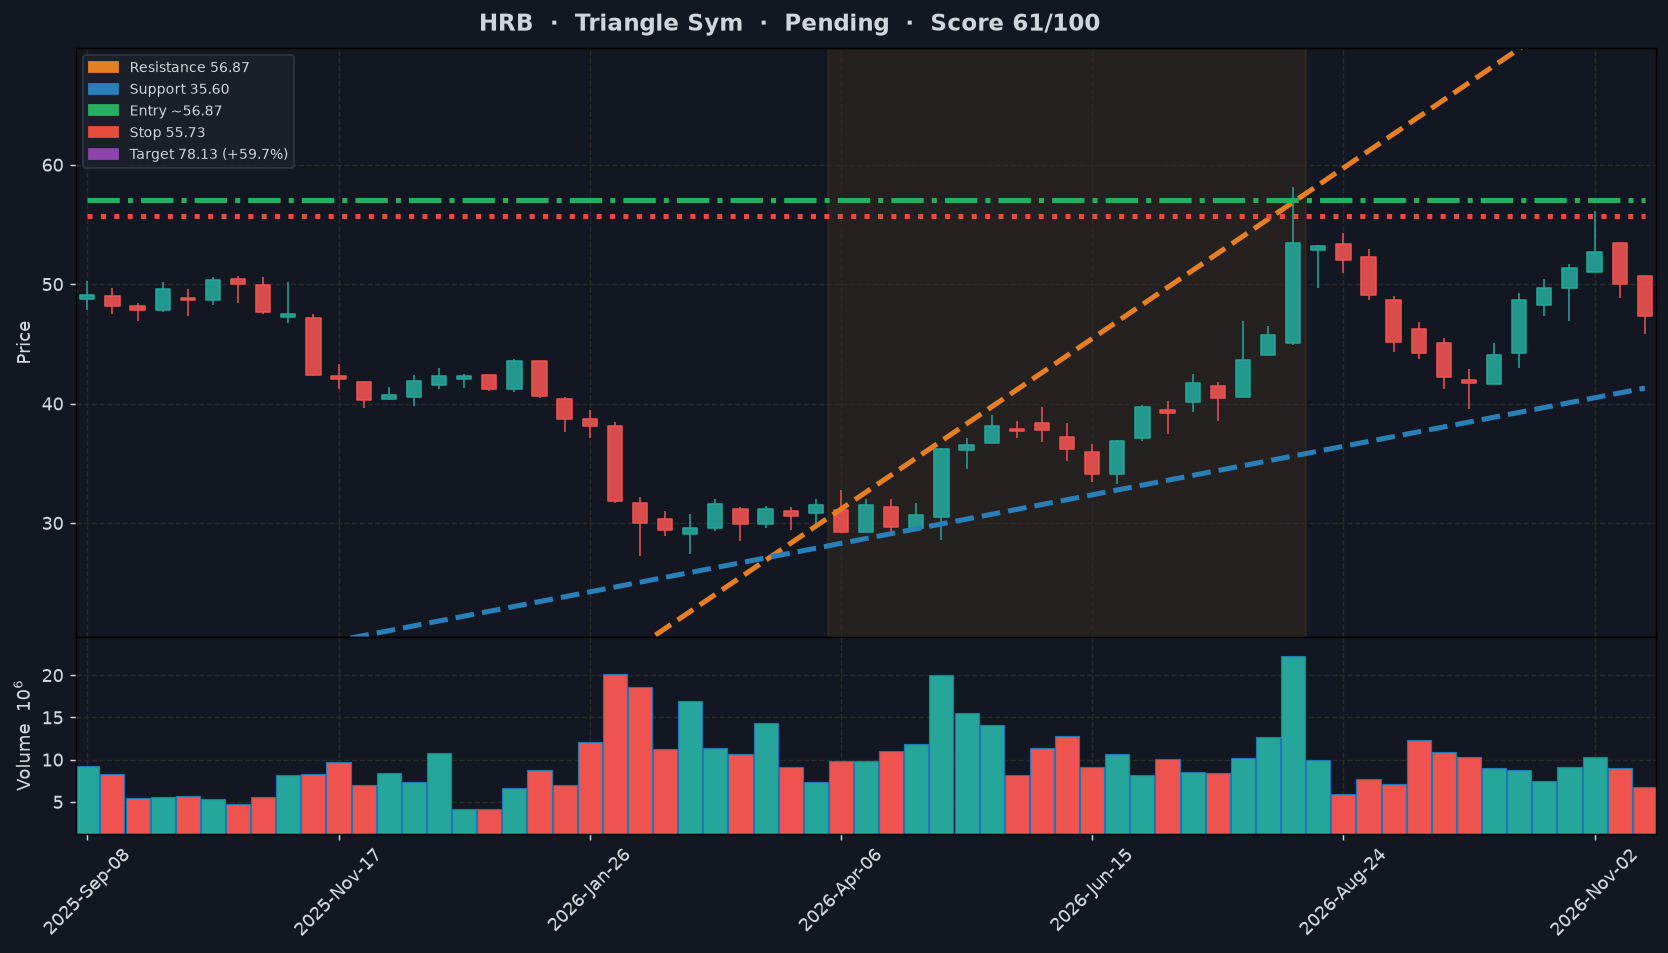 HRB · Triangle Sym · Pending · Score 61/100
Resistance 56.87
Support 35.60
Entry ~56.87
Stop 55.73
Target 78.13 (+59.7%)
Price
60
50
40
30
Volume 10⁶
20
15
10
5
2025-Sep-08
2025-Nov-17
2026-Jan-26
2026-Apr-06
2026-Jun-15
2026-Aug-24
2026-Nov-02